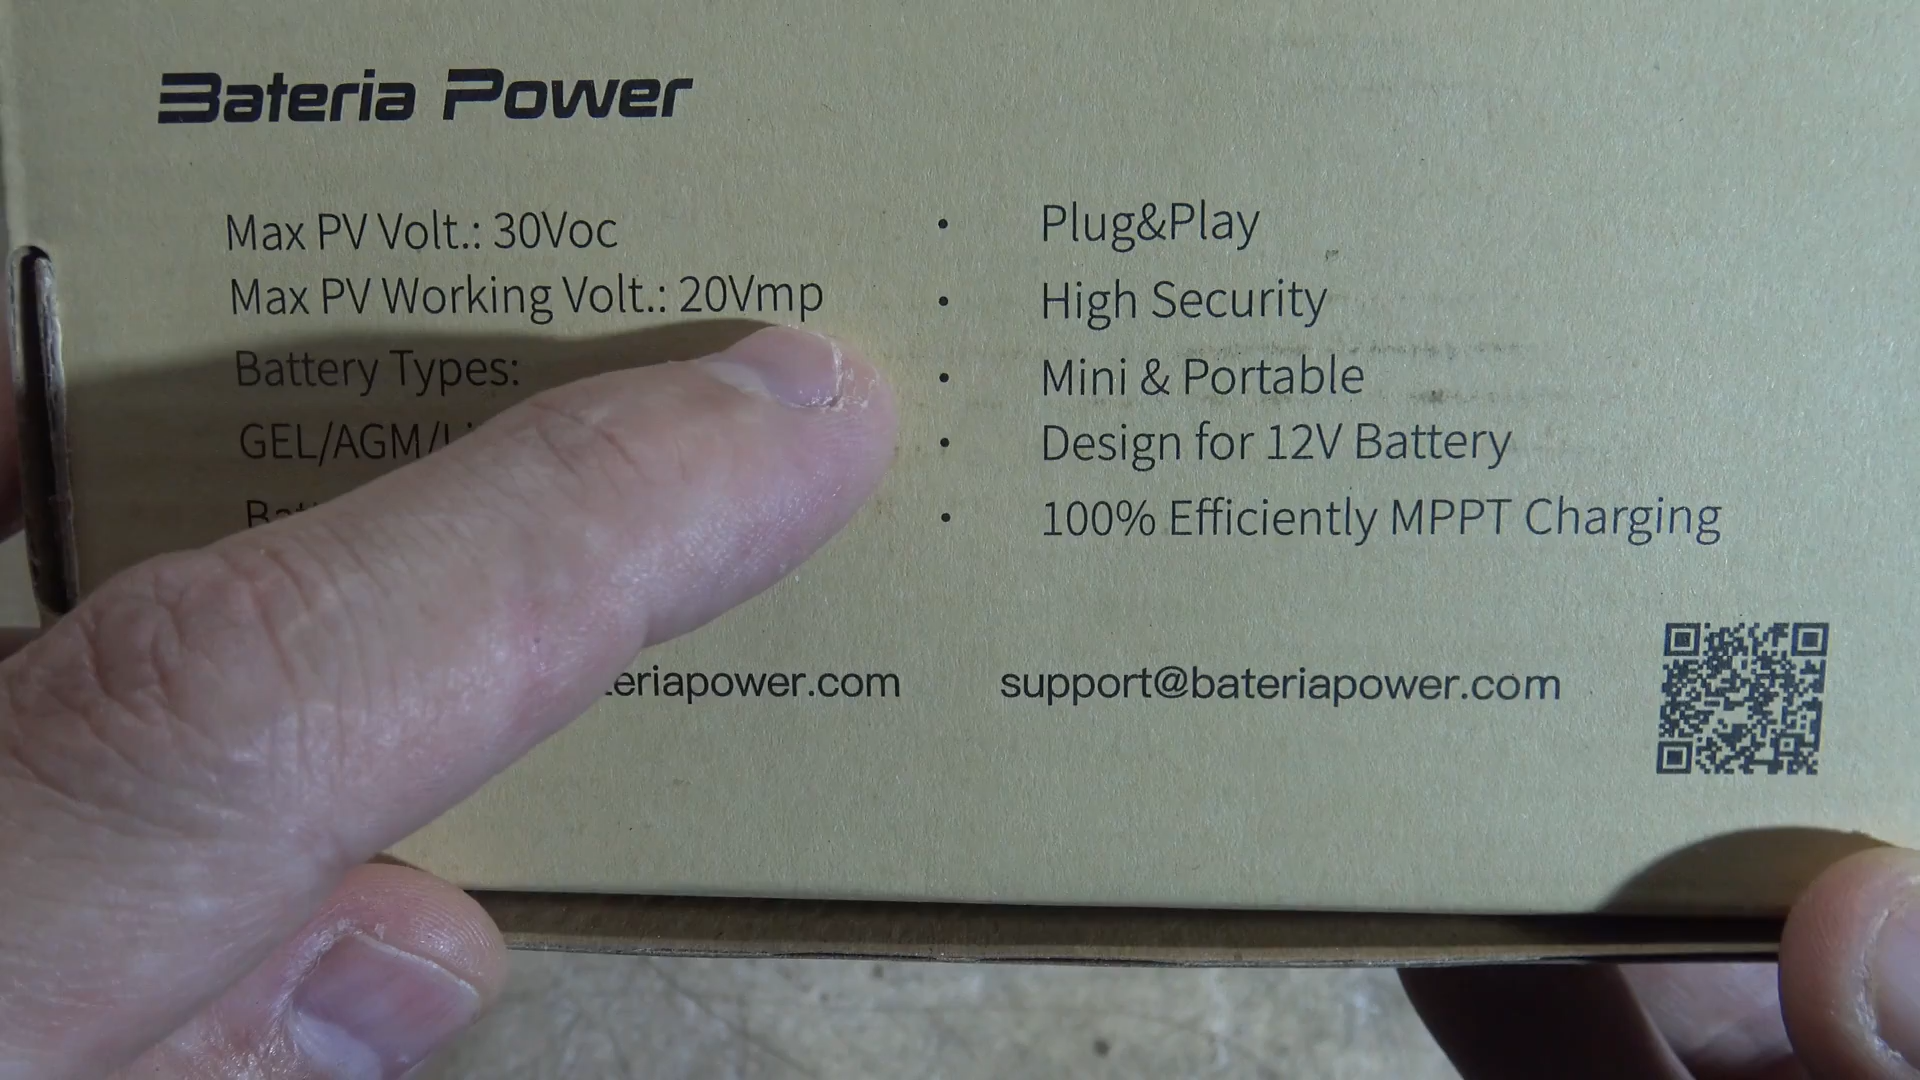 Bateria Power
Max PV Volt.: 30Voc
Max PV Working Volt.: 20Vmp
Battery Types:
GEL/AGM/
• Plug&Play
• High Security
• Mini & Portable
• Design for 12V Battery
• 100% Efficiently MPPT Charging
eriapower.com
support@bateriapower.com